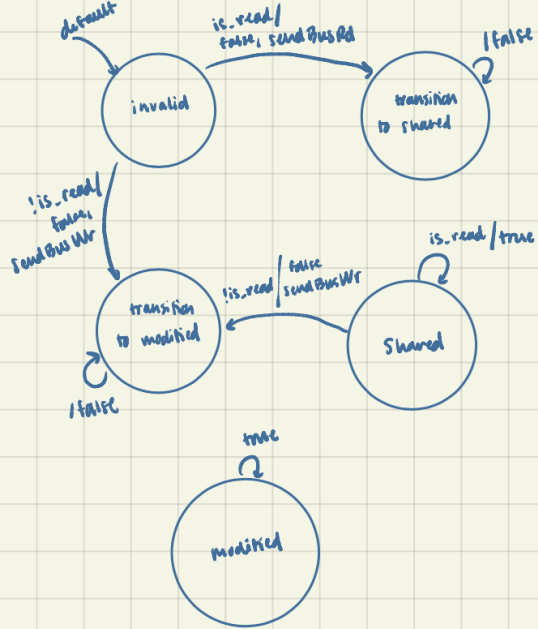 default
is_read/
false, sendBusRd
invalid
transition
to shared
/false
!is_read/
false,
sendBusWr
is_read/true
transition
to modified
!is_read/false
sendBusWr
Shared
/false
true
modified